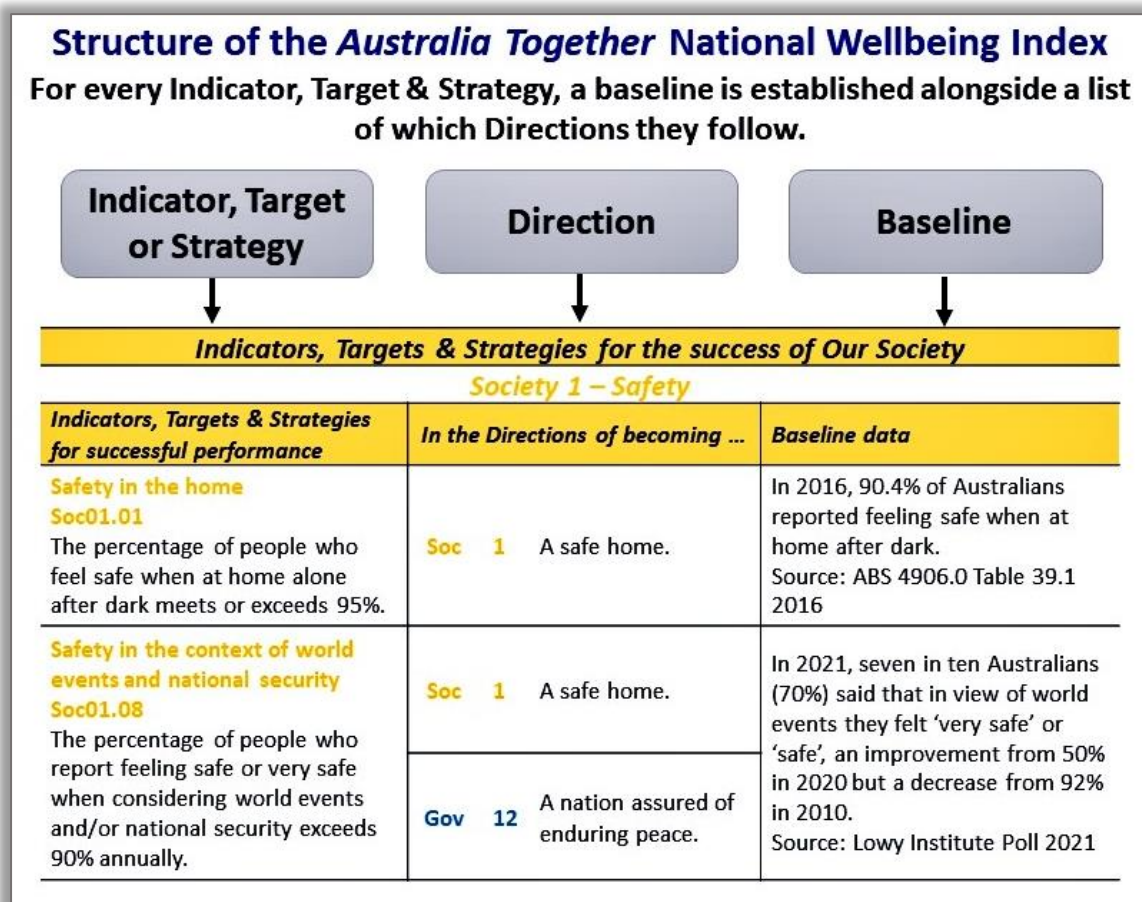 Structure of the Australia Together National Wellbeing Index
For every Indicator, Target & Strategy, a baseline is established alongside a list
of which Directions they follow.
Indicator, Target
or Strategy
Direction
Baseline
Indicators, Targets & Strategies for the success of Our Society
Society 1 – Safety
Indicators, Targets & Strategies
for successful performance
In the Directions of becoming ...
Baseline data
Safety in the home
Soc01.01
The percentage of people who
feel safe when at home alone
after dark meets or exceeds 95%.
Soc 1 A safe home.
In 2016, 90.4% of Australians
reported feeling safe when at
home after dark.
Source: ABS 4906.0 Table 39.1
2016
Safety in the context of world
events and national security
Soc01.08
The percentage of people who
report feeling safe or very safe
when considering world events
and/or national security exceeds
90% annually.
Soc 1 A safe home.
Gov 12 A nation assured of
enduring peace.
In 2021, seven in ten Australians
(70%) said that in view of world
events they felt ‘very safe’ or
‘safe’, an improvement from 50%
in 2020 but a decrease from 92%
in 2010.
Source: Lowy Institute Poll 2021